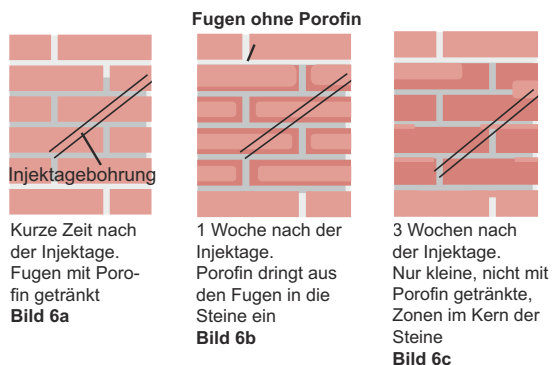 Fugen ohne Porofin
Injektagebohrung
Kurze Zeit nach
der Injektage.
Fugen mit Poro-
fin getränkt
Bild 6a
1 Woche nach der
Injektage.
Porofin dringt aus
den Fugen in die
Steine ein
Bild 6b
3 Wochen nach
der Injektage.
Nur kleine, nicht mit
Porofin getränkte,
Zonen im Kern der
Steine
Bild 6c